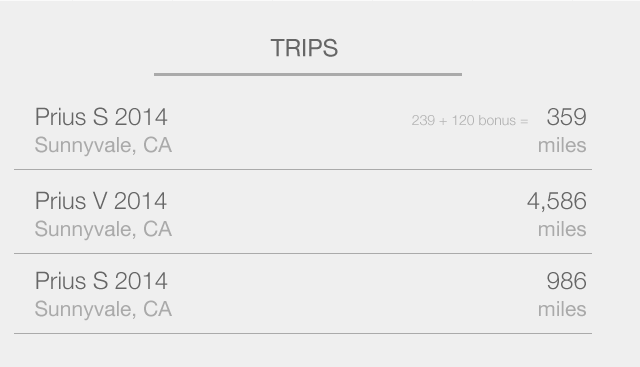 TRIPS
Prius S 2014 239 + 120 bonus = 359
Sunnyvale, CA miles
Prius V 2014 4,586
Sunnyvale, CA miles
Prius S 2014 986
Sunnyvale, CA miles